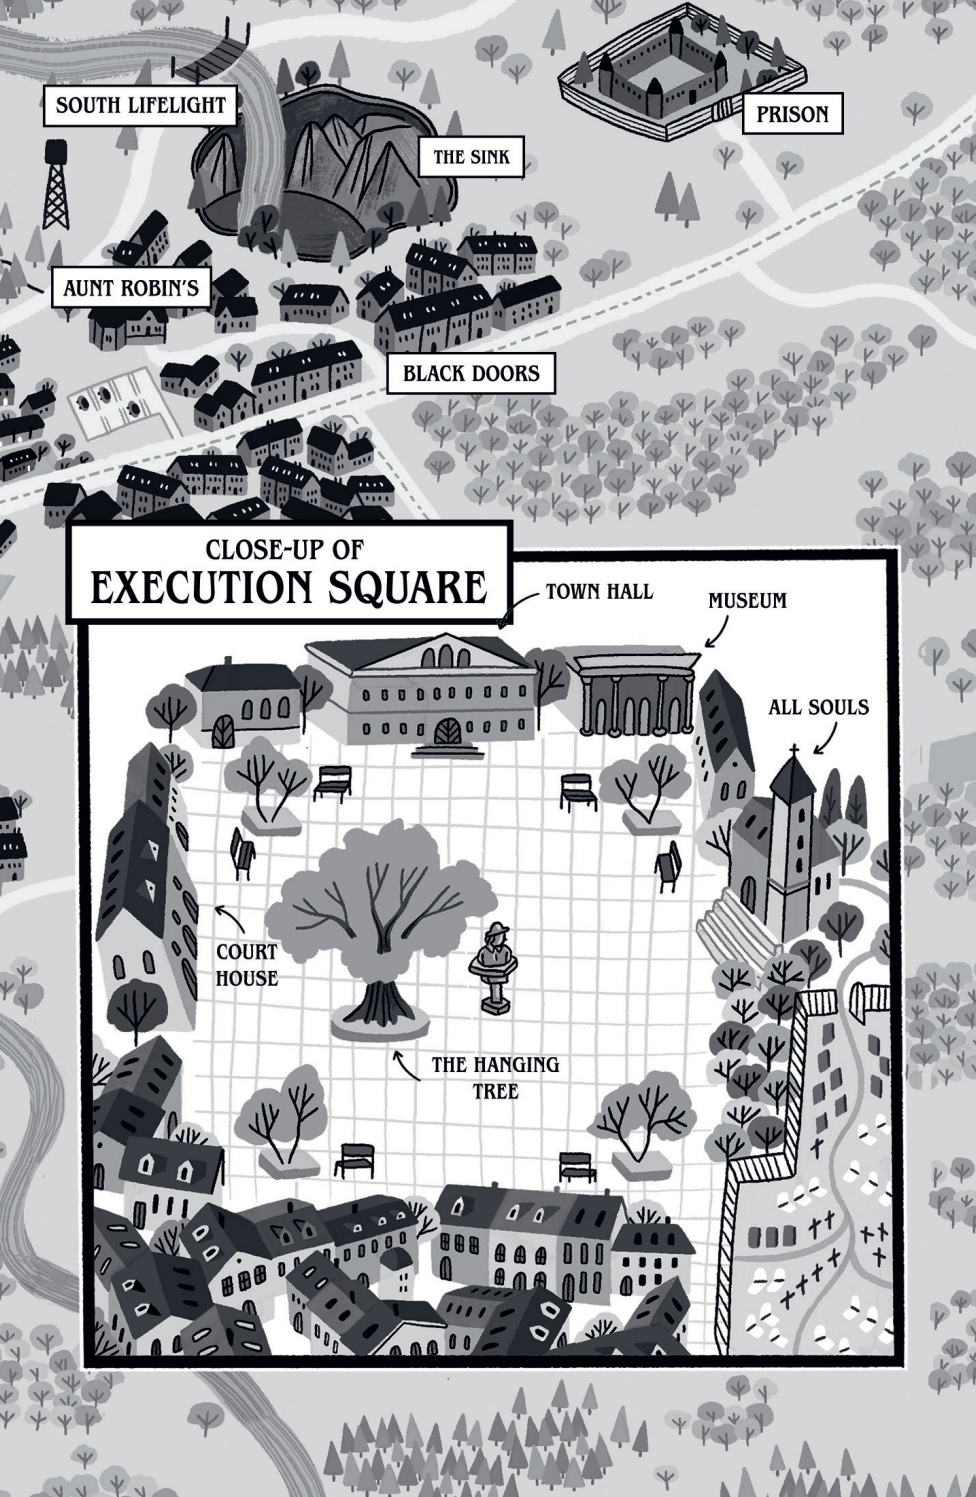 SOUTH LIFELIGHT
PRISON
THE SINK
AUNT ROBIN'S
BLACK DOORS
CLOSE-UP OF
EXECUTION SQUARE
TOWN HALL
MUSEUM
ALL SOULS
COURT
HOUSE
THE HANGING
TREE